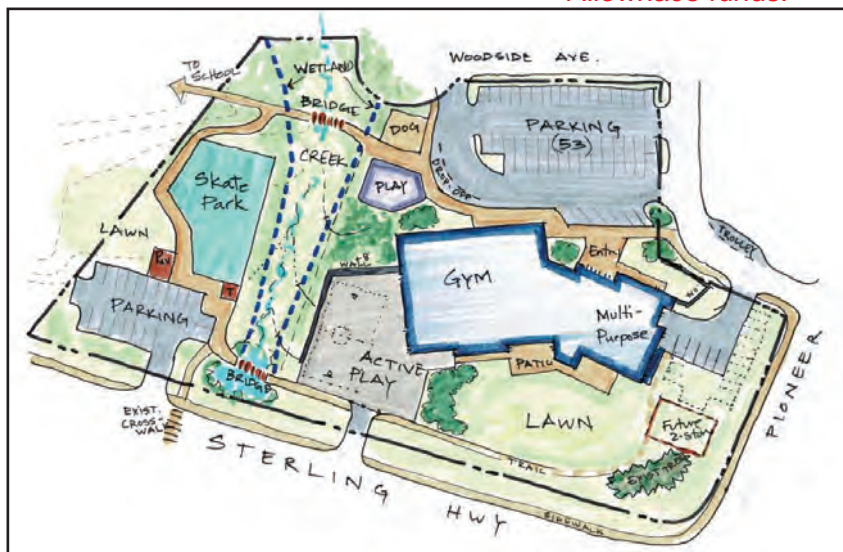 WOODSIDE AVE.
TO
SCHOOL
WETLAND
BRIDGE
DOG
PARKING
(53)
CREEK
DROP-OFF
PLAY
Skate
Park
TROLLEY
LAWN
Entry
WALL
GYM
Pav
T
PARKING
Multi-
Purpose
ACTIVE
PLAY
PATIO
BRIDGE
PIONEER
LAWN
Future
2-Story
EXIST.
CROSS
WALK
TRAIL
STERLING
HWY
SIDEWALK